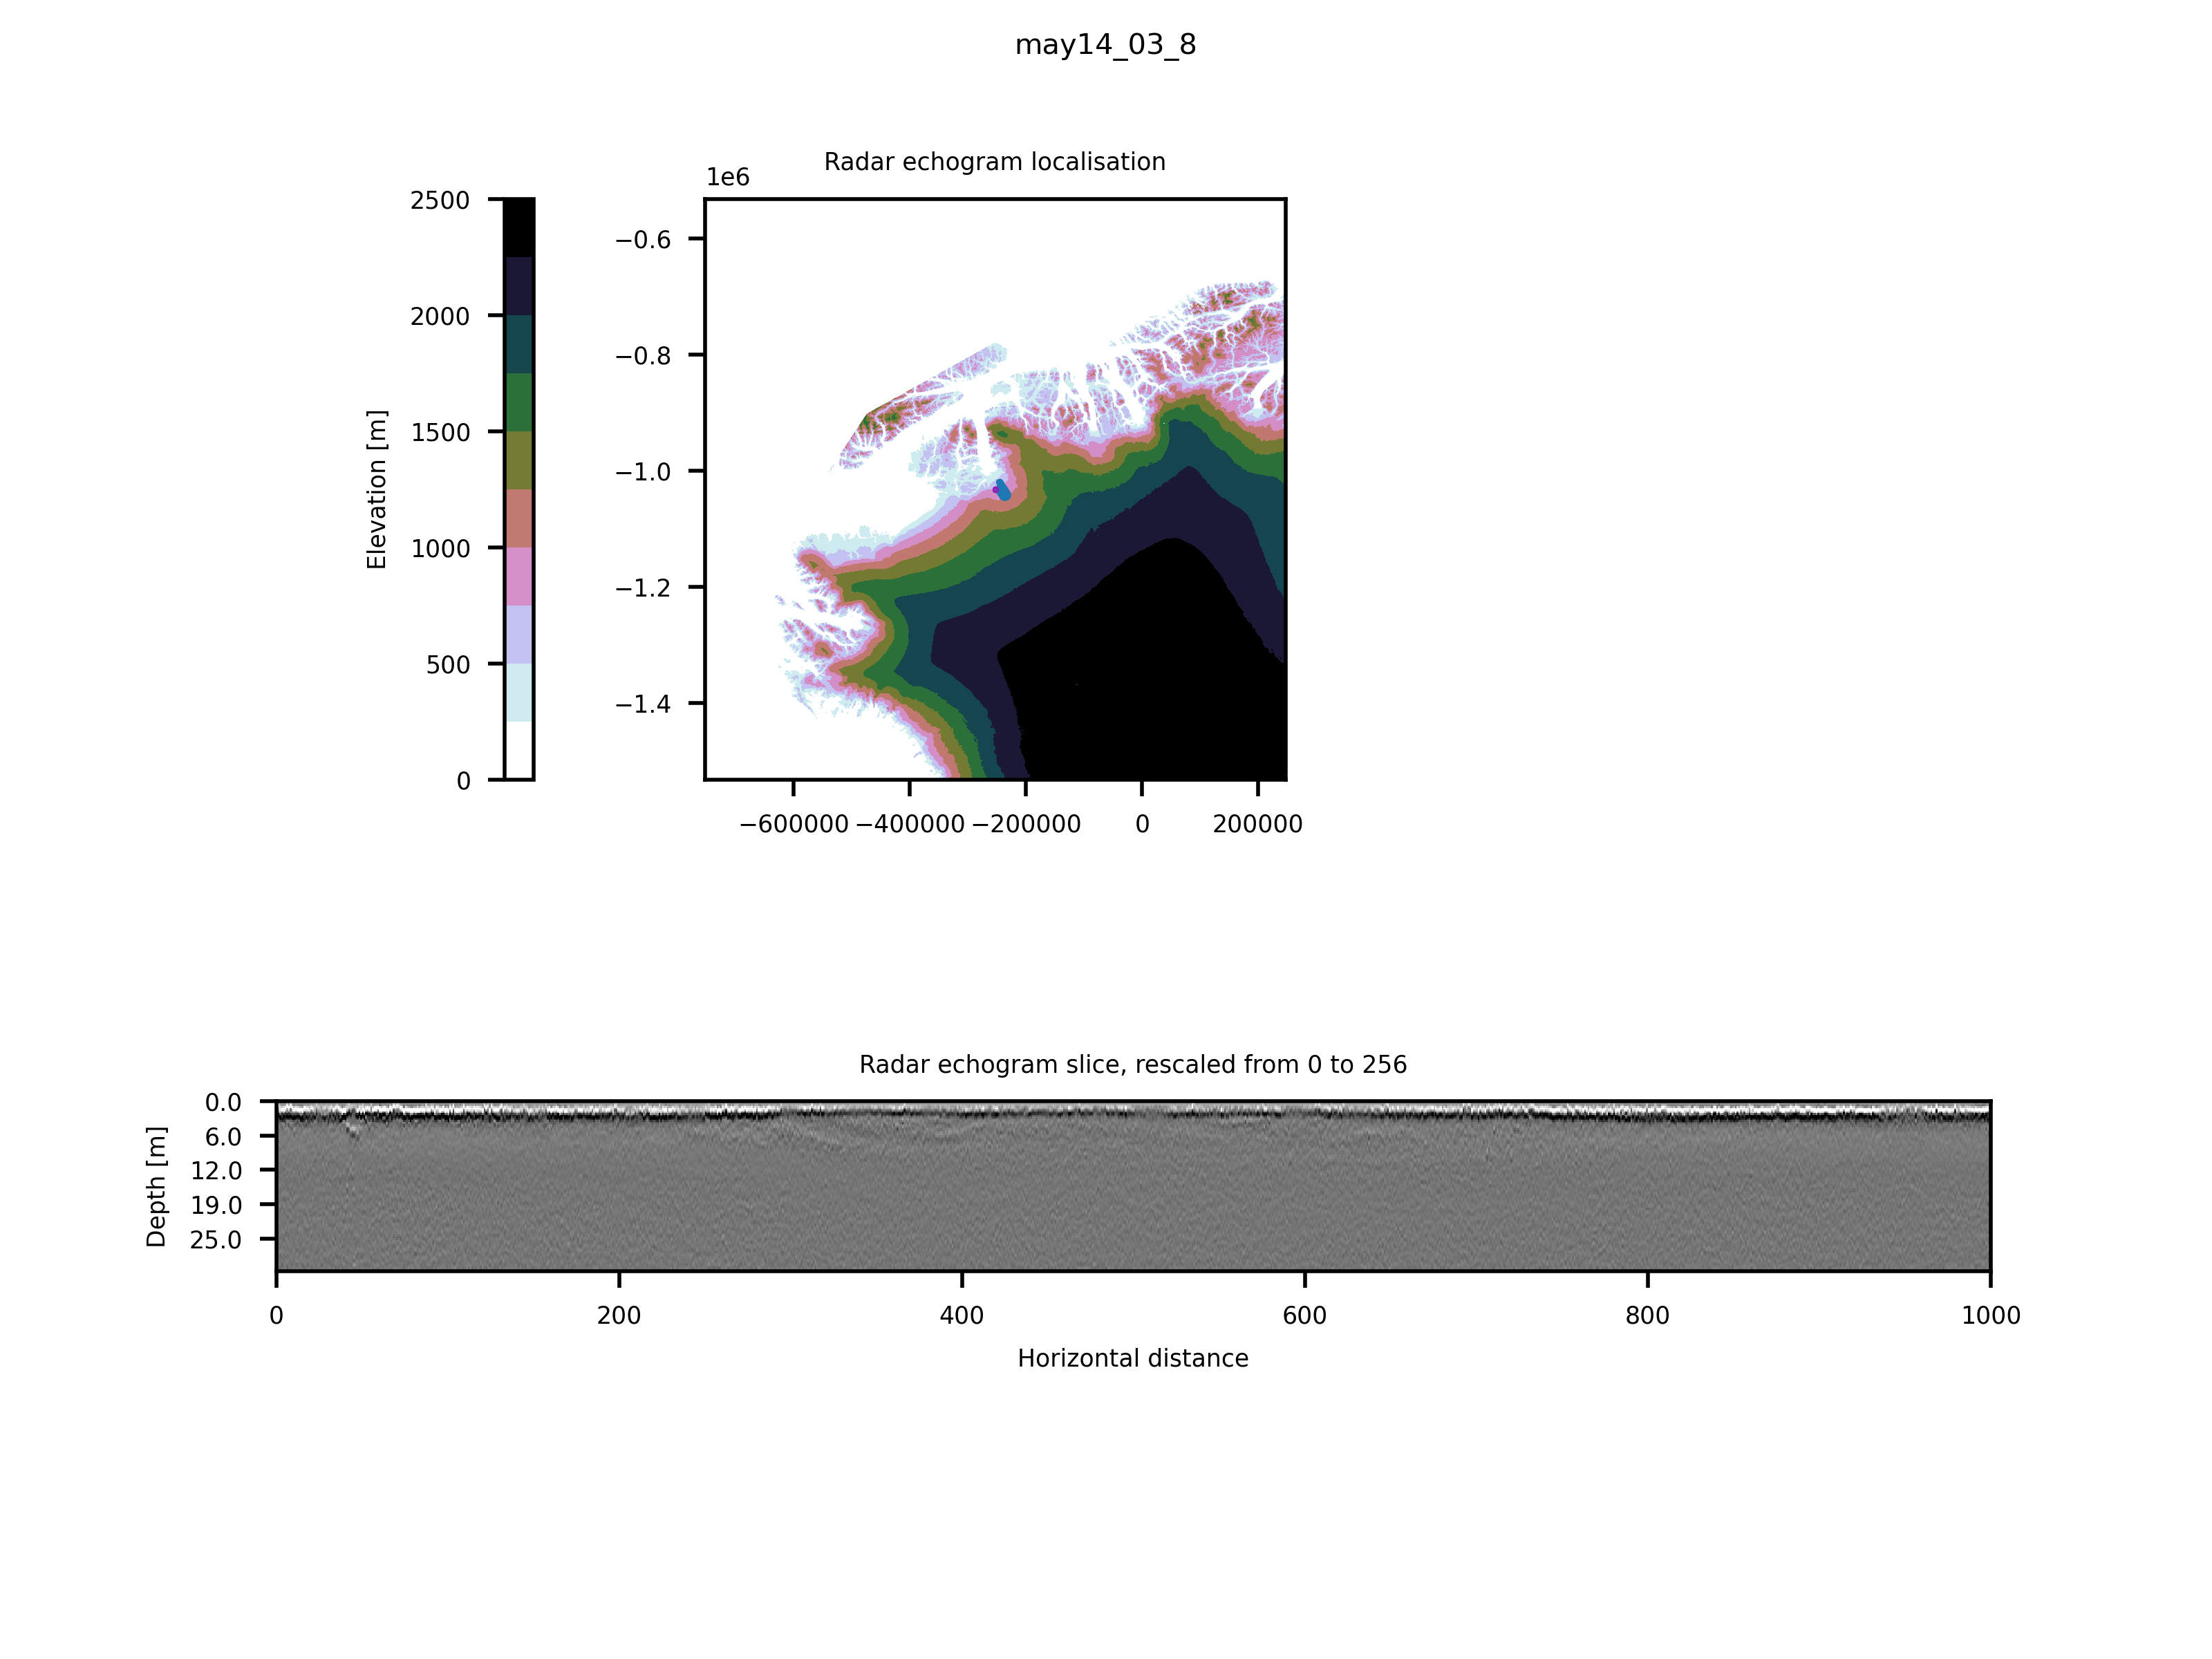 may14_03_8
Radar echogram localisation
1e6
2500
2000
1500
1000
500
0
Elevation [m]
−0.6
−0.8
−1.0
−1.2
−1.4
−600000 −400000 −200000 0 200000
Radar echogram slice, rescaled from 0 to 256
0.0
6.0
12.0
19.0
25.0
Depth [m]
0 200 400 600 800 1000
Horizontal distance